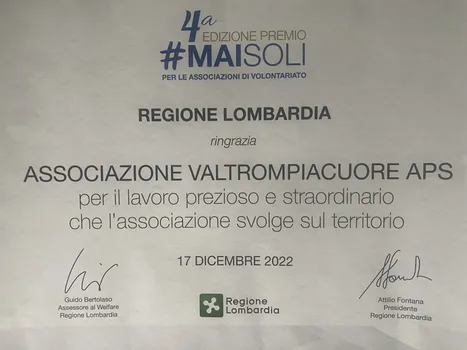 4a
EDIZIONE PREMIO
#MAISOLI
PER LE ASSOCIAZIONI DI VOLONTARIATO
REGIONE LOMBARDIA
ringrazia
ASSOCIAZIONE VALTROMPIACUORE APS
per il lavoro prezioso e straordinario
che l'associazione svolge sul territorio
17 DICEMBRE 2022
Guido Bertolaso
Assessore al Welfare
Regione Lombardia
Regione
Lombardia
Attilio Fontana
Presidente
Regione Lombardia